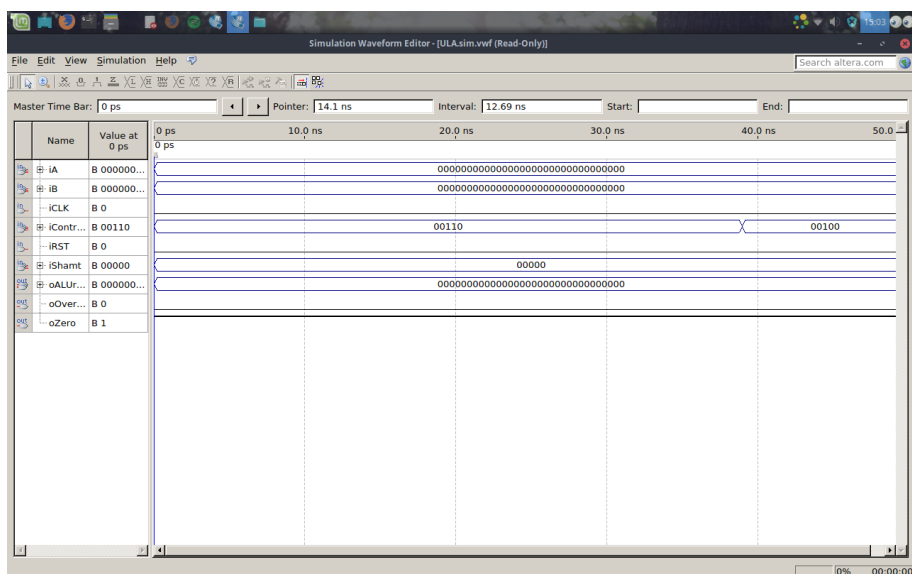 15:03
Simulation Waveform Editor - [ULA.sim.vwf (Read-Only)]
File Edit View Simulation Help
Search altera.com
Master Time Bar: 0 ps Pointer: 14.1 ns Interval: 12.69 ns Start: End:
Name Value at 0 ps 0 ps 10.0 ns 20.0 ns 30.0 ns 40.0 ns 50.0
0 ps
iA B 000000... 00000000000000000000000000000000
iB B 000000... 00000000000000000000000000000000
iCLK B 0
iContr... B 00110 00110 00100
iRST B 0
iShamt B 00000 00000
oALUr... B 000000... 00000000000000000000000000000000
oOver... B 0
oZero B 1
0% 00:00:00